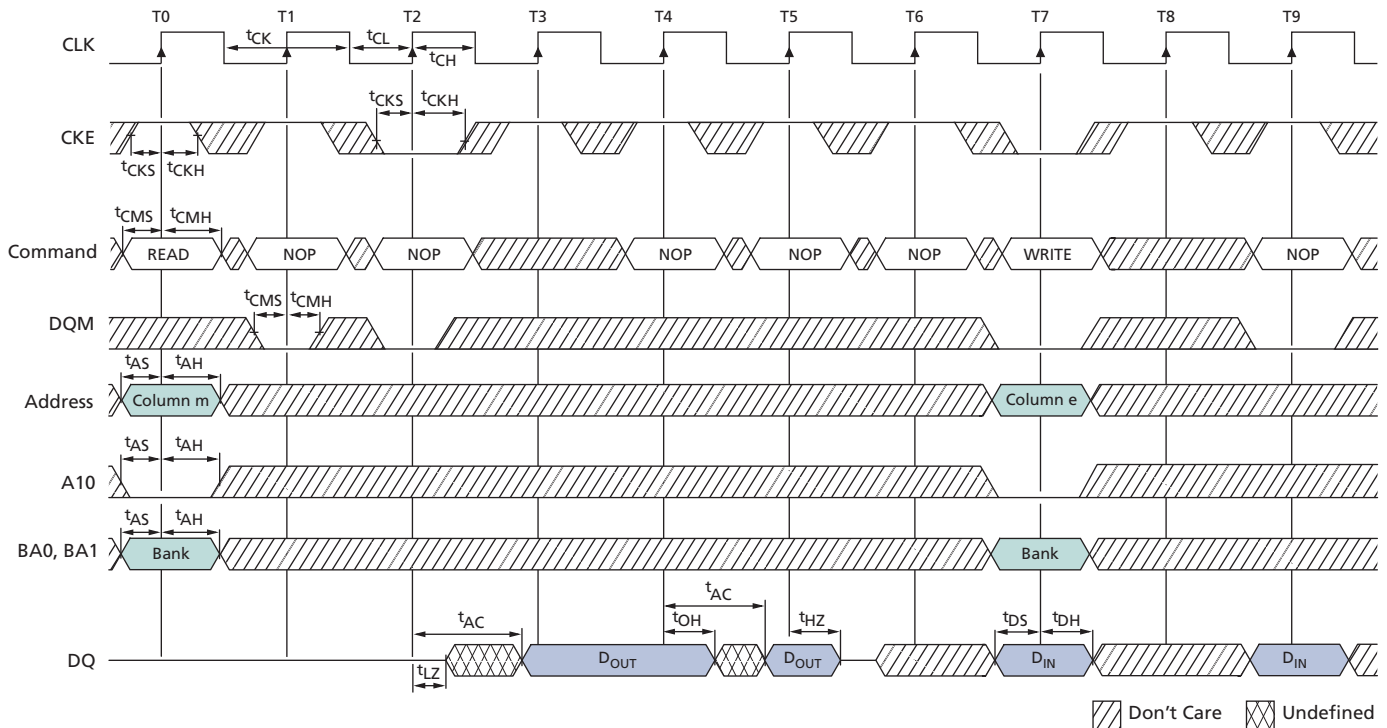 T0 T1 T2 T3 T4 T5 T6 T7 T8 T9
CLK
tCK tCL
tCH
tCKS tCKH
CKE
tCKS tCKH
tCMS tCMH
Command READ NOP NOP NOP NOP NOP WRITE NOP
tCMS tCMH
DQM
tAS tAH
Address Column m Column e
tAS tAH
A10
tAS tAH
BA0, BA1 Bank Bank
tAC
tAC tOH tHZ tDS tDH
DQ DOUT DOUT DIN DIN
tLZ
Don't Care Undefined